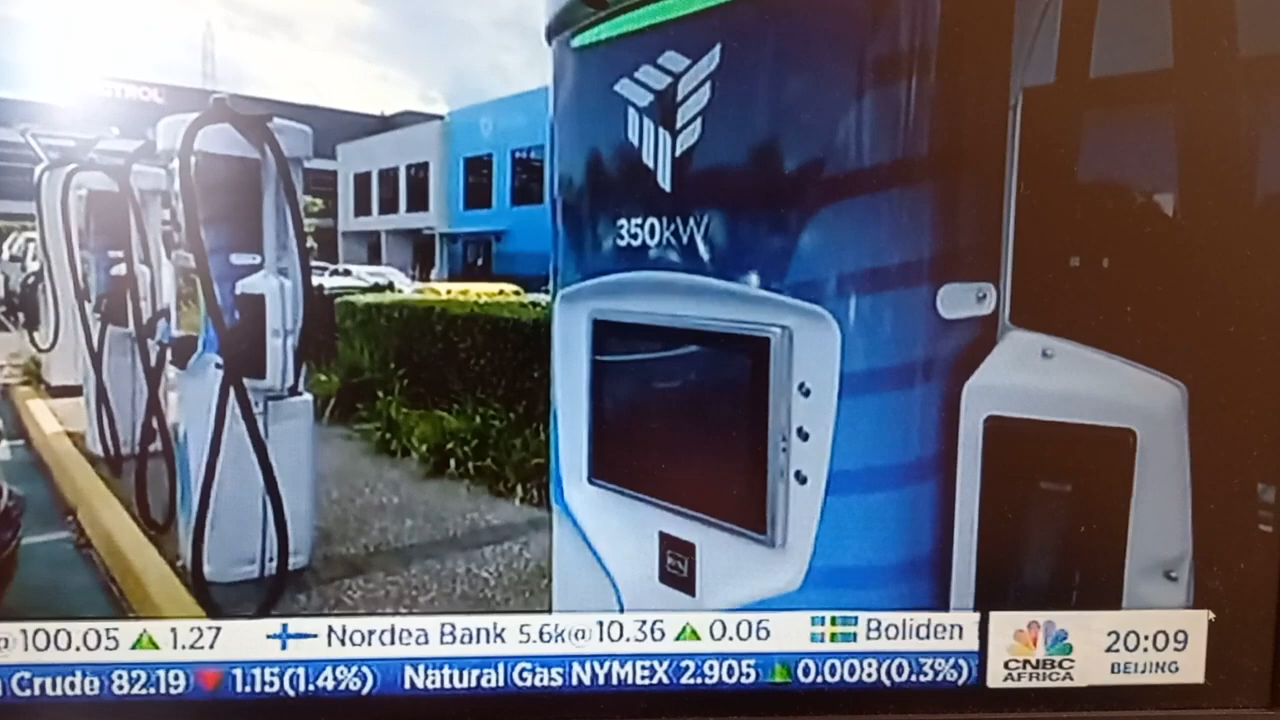 350kW
@100.05 1.27 Nordea Bank 5.6k@10.36 0.06 Boliden
Crude 82.19 1.15(1.4%) Natural Gas NYMEX 2.905 0.008(0.3%)
CNBC
AFRICA
20:09
BEIJING